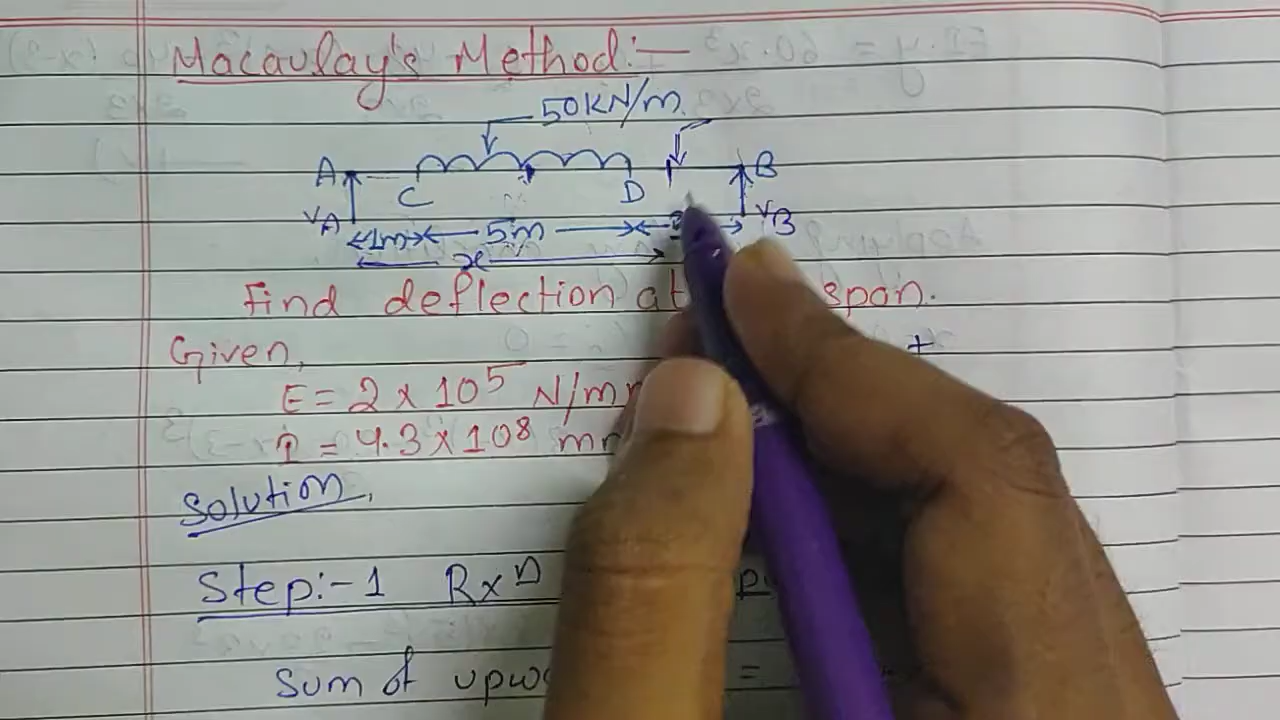 Macaulay's Method:-
50KN/m
A B
C D
VA VB
1m 5m
x
Find deflection at span.
Given,
E = 2 x 10^5 N/m
I = 4.3 x 10^8 m
Solution,
Step:-1 Rx^n
Sum of upw =